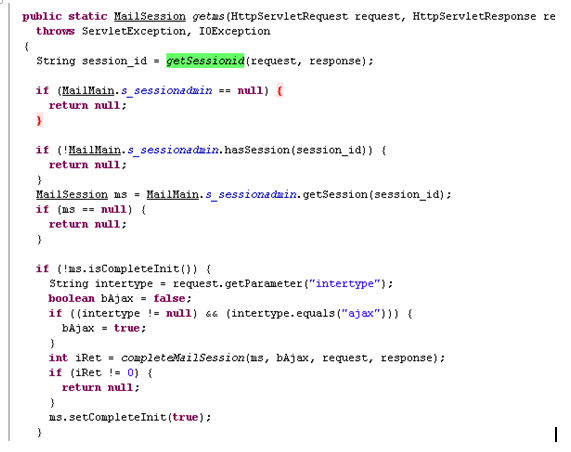 public static MailSession getms(HttpServletRequest request, HttpServletResponse re
throws ServletException, IOException
{
String session_id = getSessionid(request, response);
if (MailMain.s_sessionadmin == null) {
return null;
}
if (!MailMain.s_sessionadmin.hasSession(session_id)) {
return null;
}
MailSession ms = MailMain.s_sessionadmin.getSession(session_id);
if (ms == null) {
return null;
}
if (!ms.isCompleteInit()) {
String intertype = request.getParameter("intertype");
boolean bAjax = false;
if ((intertype != null) && (intertype.equals("ajax"))) {
bAjax = true;
}
int iRet = completeMailSession(ms, bAjax, request, response);
if (iRet != 0) {
return null;
}
ms.setCompleteInit(true);
}